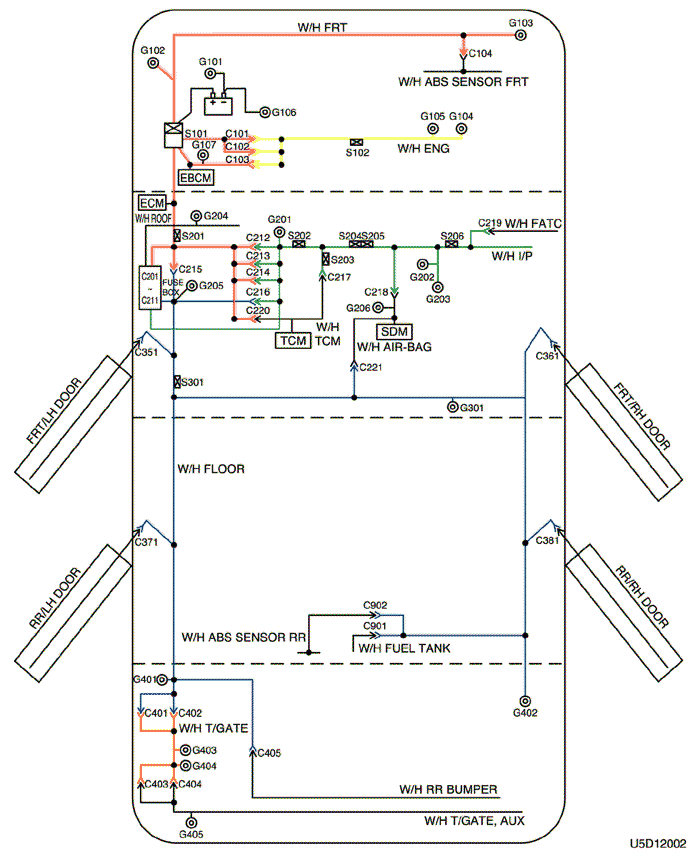 W/H FRT
G103
G102
C104
G101
W/H ABS SENSOR FRT
+ -
G106
S101
C101
G105 G104
G107
C102
S102
W/H ENG
C103
EBCM
ECM
W/H ROOF
G204
G201
C219
W/H FATC
S201
C212
S202
S204
S205
S206
W/H I/P
C213
S203
C201
~
C211
C215
C214
C217
G202
FUSE
BOX
G205
C216
C218
G203
C220
G206
W/H
TCM
TCM
SDM
W/H AIR-BAG
C351
C221
C361
S301
FRT/LH DOOR
FRT/RH DOOR
G301
W/H FLOOR
C371
C381
RR/LH DOOR
RR/RH DOOR
C902
C901
W/H ABS SENSOR RR
W/H FUEL TANK
G401
G402
C401
C402
W/H T/GATE
G403
C405
G404
C403
C404
W/H RR BUMPER
G405
W/H T/GATE, AUX
U5D12002